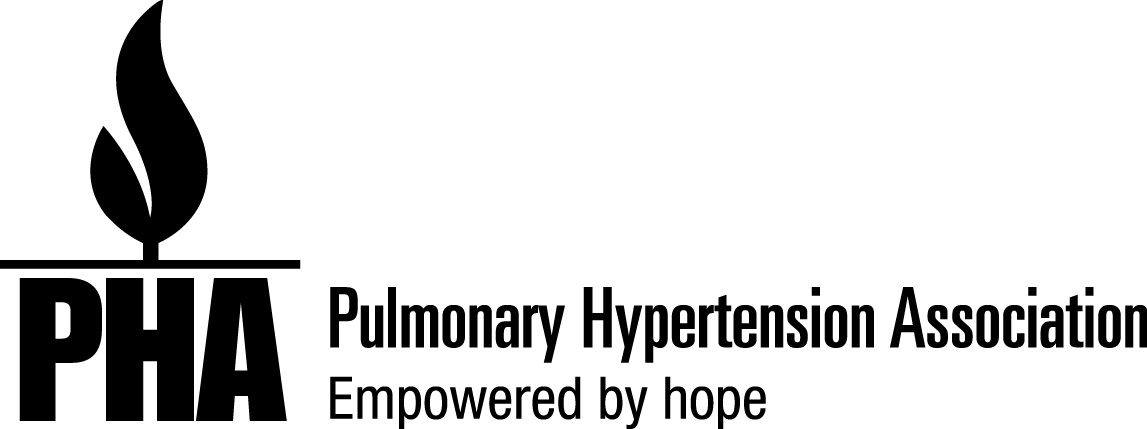 PHA
Pulmonary Hypertension Association
Empowered by hope